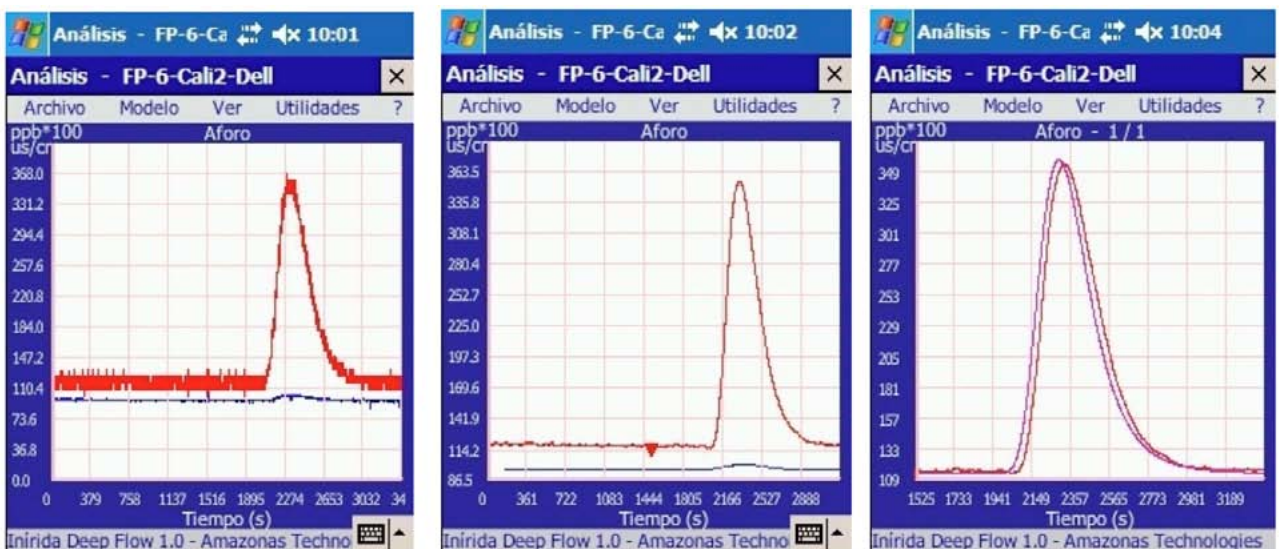 Análisis - FP-6-Ca 10:01
Análisis - FP-6-Cali2-Dell
Archivo Modelo Ver Utilidades ?
ppb*100 Aforo
us/cm
368.0
331.2
294.4
257.6
220.8
184.0
147.2
110.4
73.6
36.8
0.0
0 379 758 1137 1516 1895 2274 2653 3032 34
Tiempo (s)
Inírida Deep Flow 1.0 - Amazonas Techno
Análisis - FP-6-Ca 10:02
Análisis - FP-6-Cali2-Dell
Archivo Modelo Ver Utilidades ?
ppb*100 Aforo
us/cm
363.5
335.8
308.1
280.4
252.7
225.0
197.3
169.6
141.9
114.2
86.5
0 361 722 1083 1444 1805 2166 2527 2888
Tiempo (s)
Inírida Deep Flow 1.0 - Amazonas Techno
Análisis - FP-6-Ca 10:04
Análisis - FP-6-Cali2-Dell
Archivo Modelo Ver Utilidades ?
ppb*100 Aforo - 1 / 1
us/cm
349
325
301
277
253
229
205
181
157
133
109
1525 1733 1941 2149 2357 2565 2773 2981 3189
Tiempo (s)
Inírida Deep Flow 1.0 - Amazonas Technologies